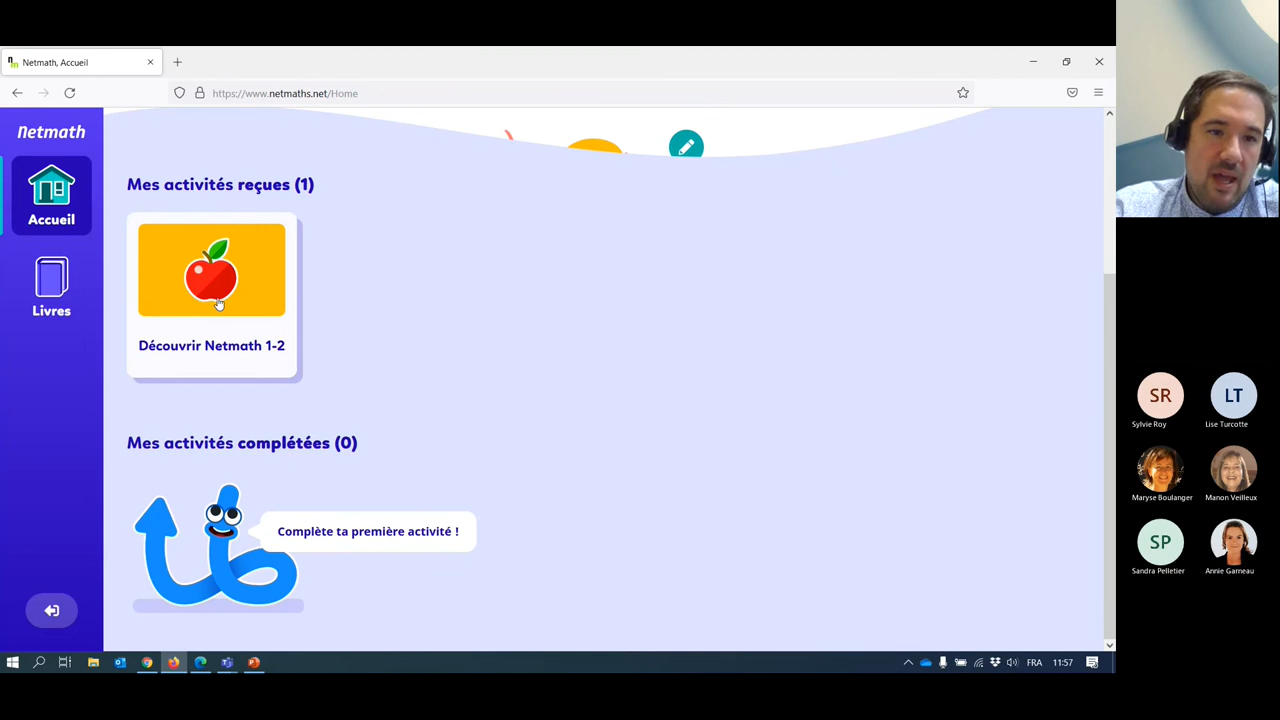 Netmath, Accueil
https://www.netmaths.net/Home
Netmath
Accueil
Livres
Mes activités reçues (1)
Découvrir Netmath 1-2
Mes activités complétées (0)
Complète ta première activité !
SR
LT
Sylvie Roy
Lise Turcotte
Maryse Boulanger
Manon Veilleux
SP
Sandra Pelletier
Annie Garneau
FRA
11:57